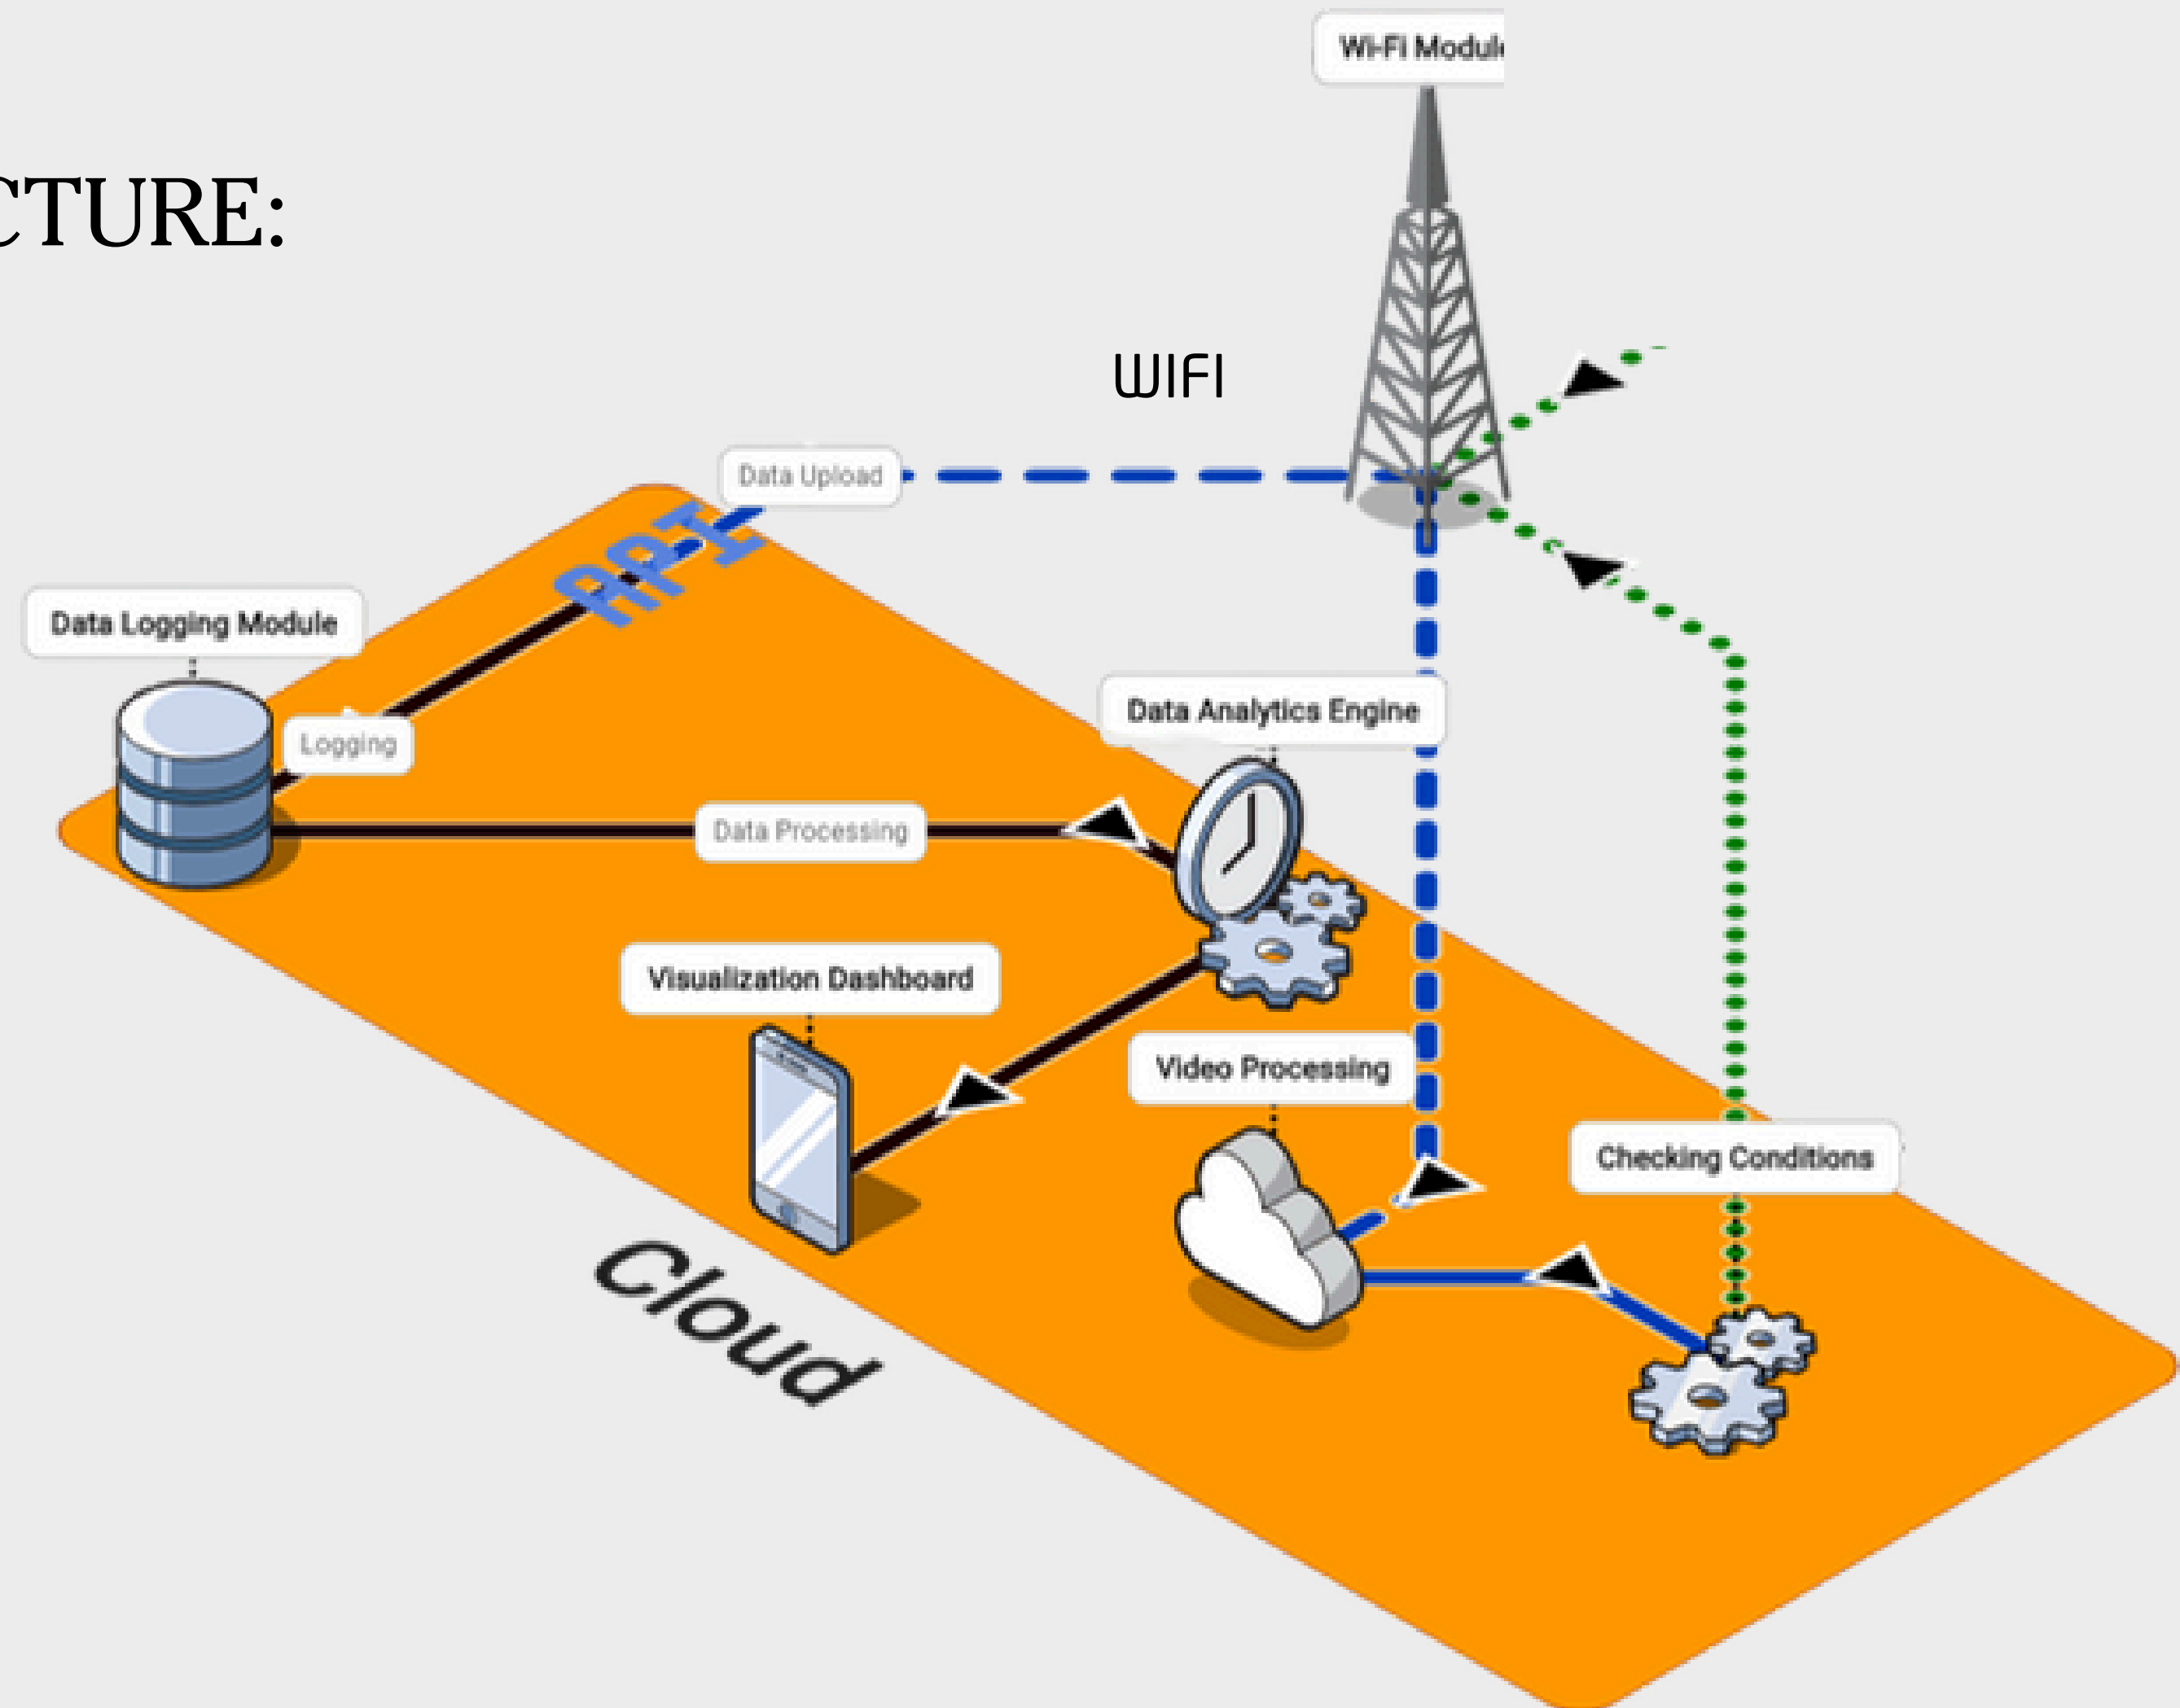 Wi-Fi Module
CTURE:
WIFI
Data Upload
API
Data Logging Module
Data Analytics Engine
Logging
Data Processing
Visualization Dashboard
Video Processing
Checking Conditions
Cloud